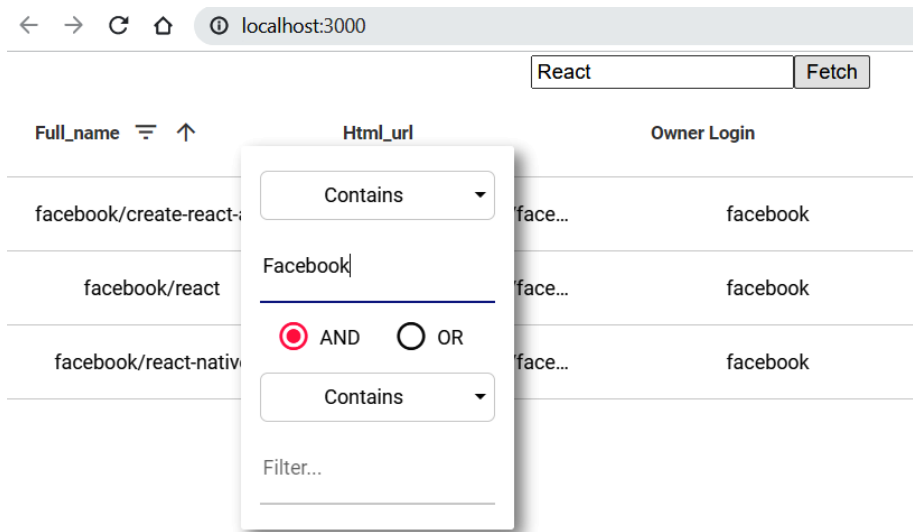 localhost:3000
React Fetch
Full_name Html_url Owner Login
Contains
facebook/create-react- /face... facebook
Facebook
facebook/react /face... facebook
AND OR
facebook/react-nativ /face... facebook
Contains
Filter...